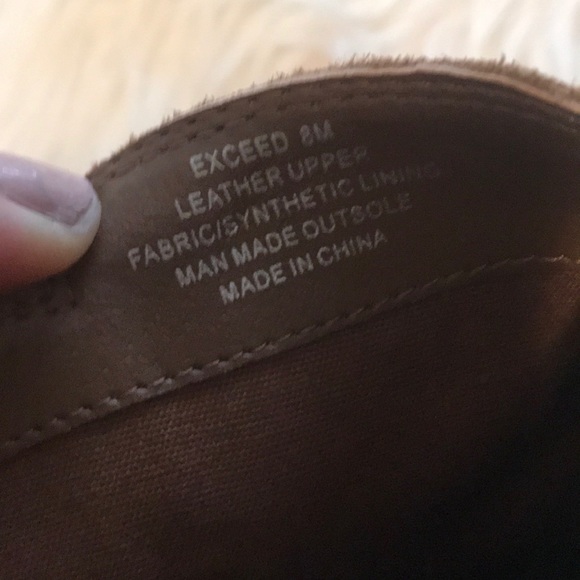 EXCEED 8M
LEATHER UPPER
FABRIC/SYNTHETIC LINING
MAN MADE OUTSOLE
MADE IN CHINA